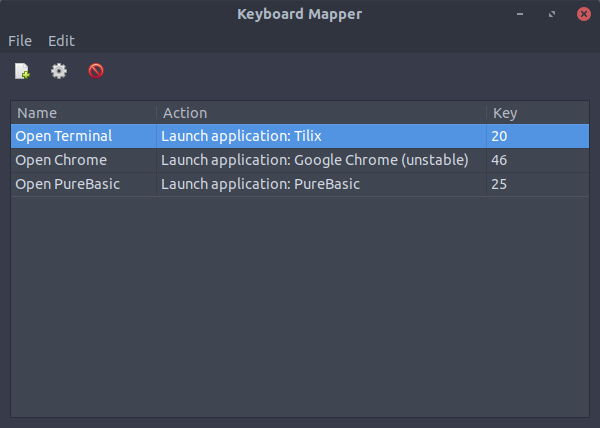 Keyboard Mapper
File Edit
Name Action Key
Open Terminal Launch application: Tilix 20
Open Chrome Launch application: Google Chrome (unstable) 46
Open PureBasic Launch application: PureBasic 25